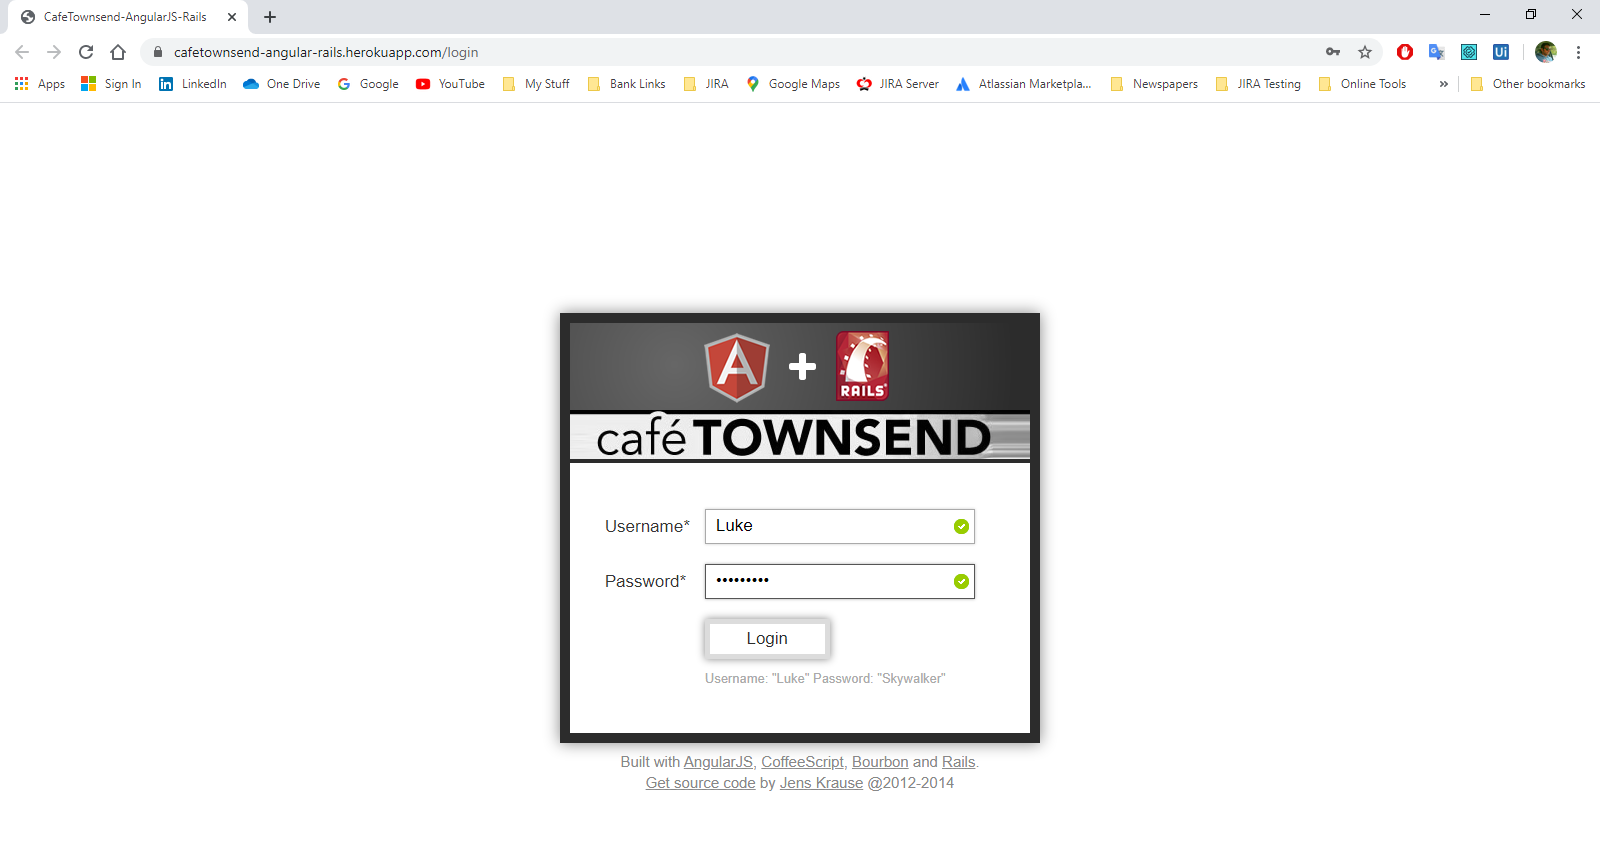 CafeTownsend-AngularJS-Rails
cafetownsend-angular-rails.herokuapp.com/login
Apps Sign In LinkedIn One Drive Google YouTube My Stuff Bank Links JIRA Google Maps JIRA Server Atlassian Marketpla... Newspapers JIRA Testing Online Tools » Other bookmarks
A + RAILS
café TOWNSEND
Username* Luke
Password* •••••••••
Login
Username: "Luke" Password: "Skywalker"
Built with AngularJS, CoffeeScript, Bourbon and Rails.
Get source code by Jens Krause @2012-2014